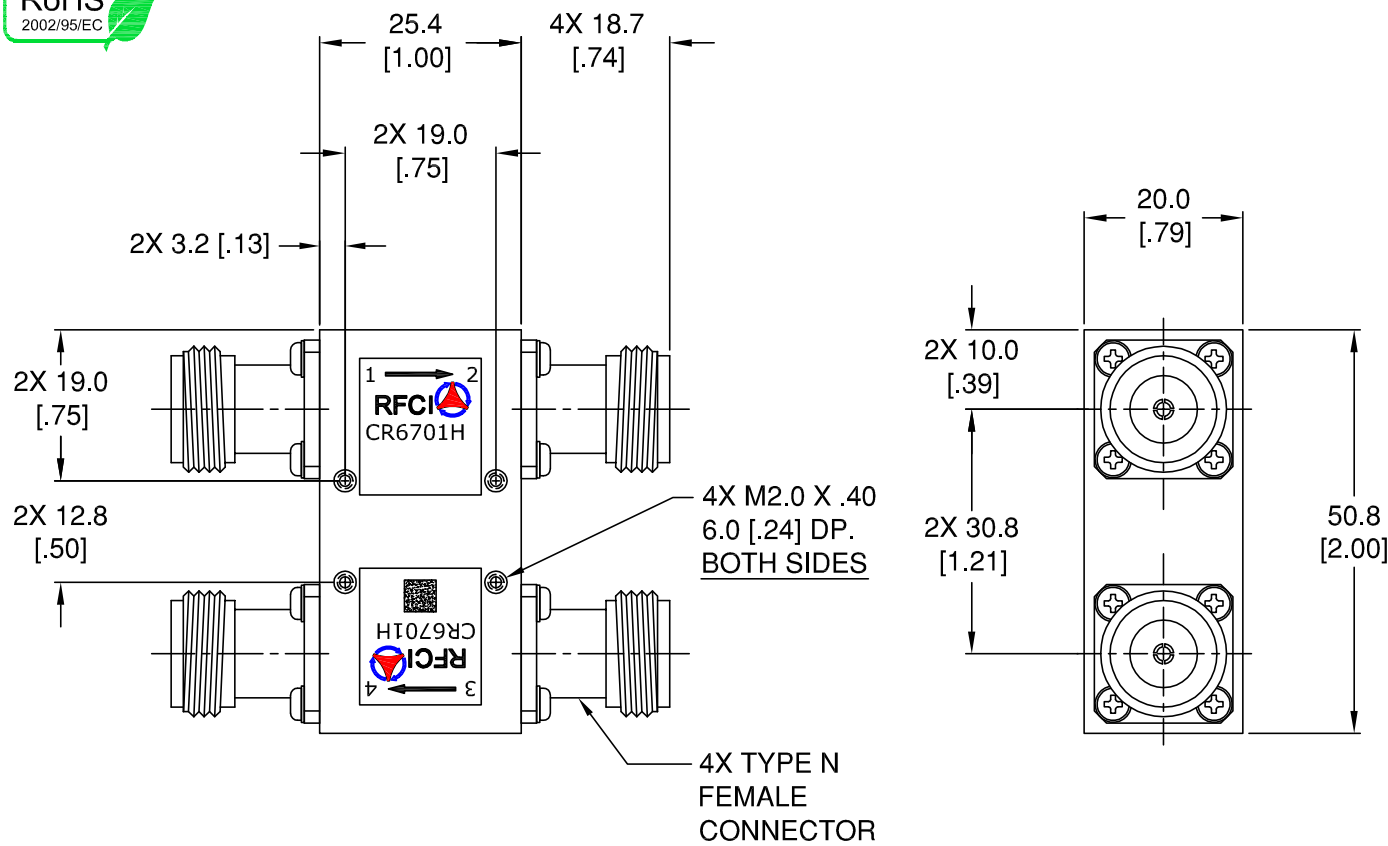 RoHS
2002/95/EC
25.4
[1.00]
4X 18.7
[.74]
2X 19.0
[.75]
2X 3.2 [.13]
20.0
[.79]
2X 19.0
[.75]
2X 10.0
[.39]
1 2
RFCI
CR6701H
2X 12.8
[.50]
4X M2.0 X .40
6.0 [.24] DP.
BOTH SIDES
2X 30.8
[1.21]
50.8
[2.00]
3 4
RFCI
CR6701H
4X TYPE N
FEMALE
CONNECTOR